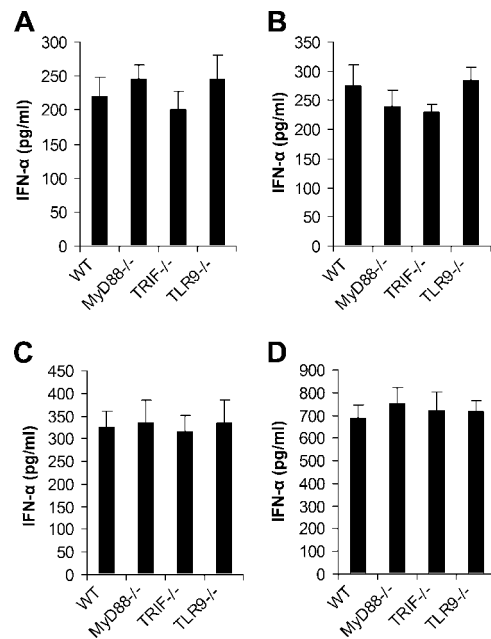 A
IFN-α (pg/ml)
300
250
200
150
100
50
0
WT
MyD88-/-
TRIF-/-
TLR9-/-
B
IFN-α (pg/ml)
350
300
250
200
150
100
50
0
WT
MyD88-/-
TRIF-/-
TLR9-/-
C
IFN-α (pg/ml)
450
400
350
300
250
200
150
100
50
0
WT
MyD88-/-
TRIF-/-
TLR9-/-
D
IFN-α (pg/ml)
900
800
700
600
500
400
300
200
100
0
WT
MyD88-/-
TRIF-/-
TLR9-/-